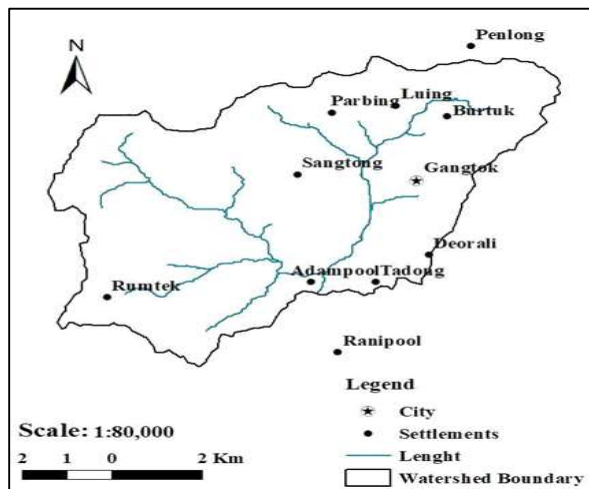 Penlong
N
Luing
Parbing
Burtuk
Sangtong
Gangtok
Deorali
Adampool Tadong
Rumtek
Ranipool
Legend
City
Scale: 1:80,000
Settlements
Lenght
2 1 0 2 Km
Watershed Boundary